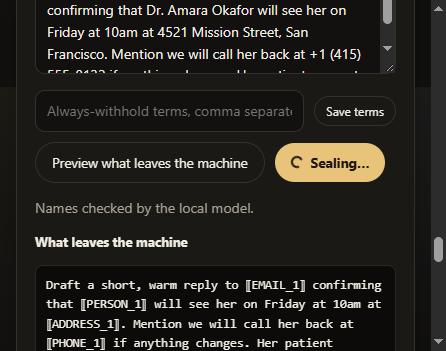 confirming that Dr. Amara Okafor will see her on
Friday at 10am at 4521 Mission Street, San
Francisco. Mention we will call her back at +1 (415)
Always-withhold terms, comma separate
Save terms
Preview what leaves the machine
Sealing...
Names checked by the local model.
What leaves the machine
Draft a short, warm reply to ⟦EMAIL_1⟧ confirming
that ⟦PERSON_1⟧ will see her on Friday at 10am at
⟦ADDRESS_1⟧. Mention we will call her back at
⟦PHONE_1⟧ if anything changes. Her patient